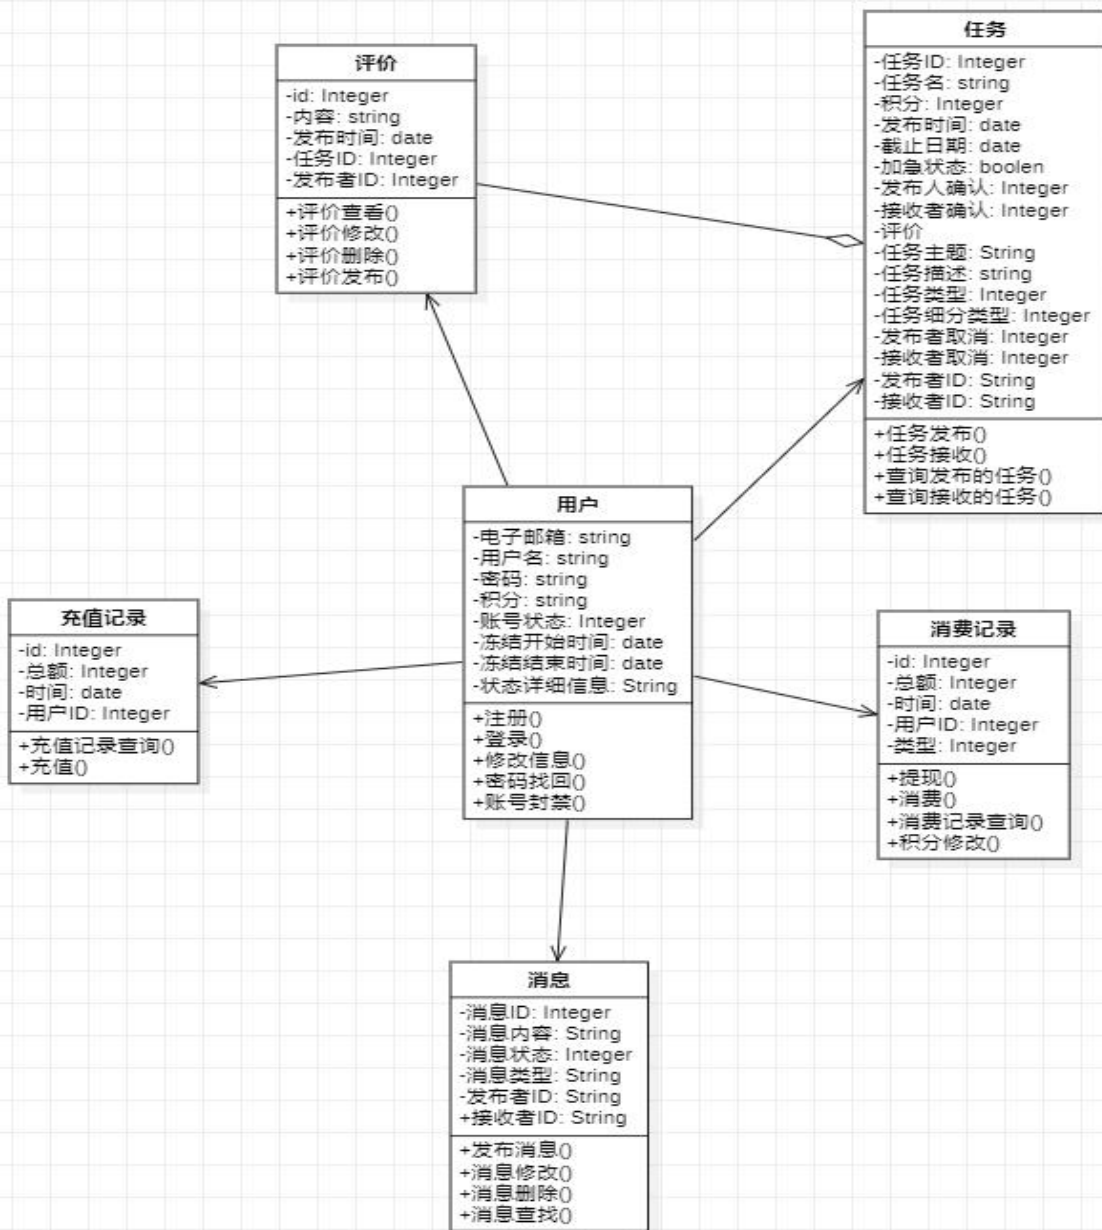 评价
-id: Integer
-内容: string
-发布时间: date
-任务ID: Integer
-发布者ID: Integer
+评价查看()
+评价修改()
+评价删除()
+评价发布()
任务
-任务ID: Integer
-任务名: string
-积分: Integer
-发布时间: date
-截止日期: date
-加急状态: boolen
-发布人确认: Integer
-接收者确认: Integer
-评价
-任务主题: String
-任务描述: string
-任务类型: Integer
-任务细分类型: Integer
-发布者取消: Integer
-接收者取消: Integer
-发布者ID: String
-接收者ID: String
+任务发布()
+任务接收()
+查询发布的任务()
+查询接收的任务()
用户
-电子邮箱: string
-用户名: string
-密码: string
-积分: string
-账号状态: Integer
-冻结开始时间: date
-冻结结束时间: date
-状态详细信息: String
+注册()
+登录()
+修改信息()
+密码找回()
+账号封禁()
充值记录
-id: Integer
-总额: Integer
-时间: date
-用户ID: Integer
+充值记录查询()
+充值()
消费记录
-id: Integer
-总额: Integer
-时间: date
-用户ID: Integer
-类型: Integer
+提现()
+消费()
+消费记录查询()
+积分修改()
消息
-消息ID: Integer
-消息内容: String
-消息状态: Integer
-消息类型: String
-发布者ID: String
+接收者ID: String
+发布消息()
+消息修改()
+消息删除()
+消息查找()